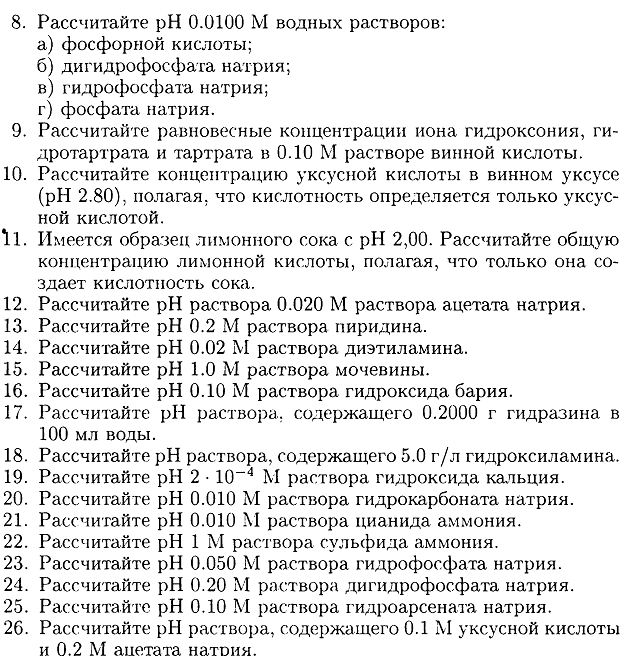 8. Рассчитайте pH 0.0100 М водных растворов:
а) фосфорной кислоты;
б) дигидрофосфата натрия;
в) гидрофосфата натрия;
г) фосфата натрия.
9. Рассчитайте равновесные концентрации иона гидроксония, ги-
дротартрата и тартрата в 0.10 М растворе винной кислоты.
10. Рассчитайте концентрацию уксусной кислоты в винном уксусе
(pH 2.80), полагая, что кислотность определяется только уксус-
ной кислотой.
11. Имеется образец лимонного сока с pH 2,00. Рассчитайте общую
концентрацию лимонной кислоты, полагая, что только она со-
здает кислотность сока.
12. Рассчитайте pH раствора 0.020 М раствора ацетата натрия.
13. Рассчитайте pH 0.2 М раствора пиридина.
14. Рассчитайте pH 0.02 М раствора диэтиламина.
15. Рассчитайте pH 1.0 М раствора мочевины.
16. Рассчитайте pH 0.10 М раствора гидроксида бария.
17. Рассчитайте pH раствора, содержащего 0.2000 г гидразина в
100 мл воды.
18. Рассчитайте pH раствора, содержащего 5.0 г/л гидроксиламина.
19. Рассчитайте pH 2 · 10⁻⁴ М раствора гидроксида кальция.
20. Рассчитайте pH 0.010 М раствора гидрокарбоната натрия.
21. Рассчитайте pH 0.010 М раствора цианида аммония.
22. Рассчитайте pH 1 М раствора сульфида аммония.
23. Рассчитайте pH 0.050 М раствора гидрофосфата натрия.
24. Рассчитайте pH 0.20 М раствора дигидрофосфата натрия.
25. Рассчитайте pH 0.10 М раствора гидроарсената натрия.
26. Рассчитайте pH раствора, содержащего 0.1 М уксусной кислоты
и 0.2 М ацетата натрия.